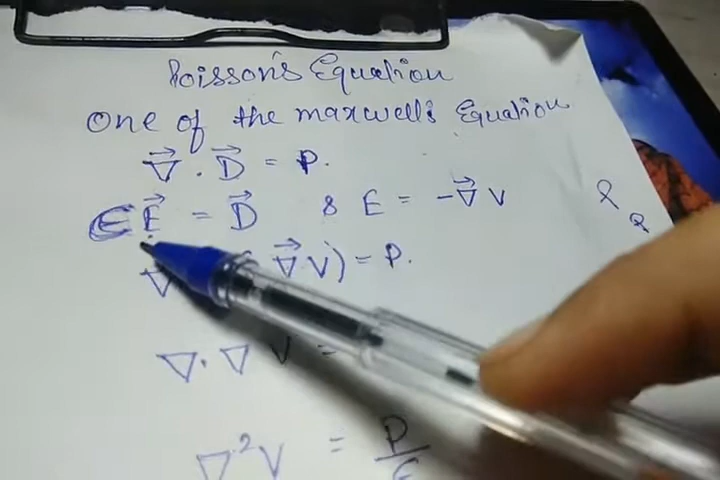 Poisson's Equation
One of the maxwell's Equation
∇⃗ . D⃗ = ρ.
∈ E⃗ = D⃗ & E = -∇⃗ V
∇ ∇⃗ V) = ρ.
∇ . ∇ V =
∇²V = ρ/∈